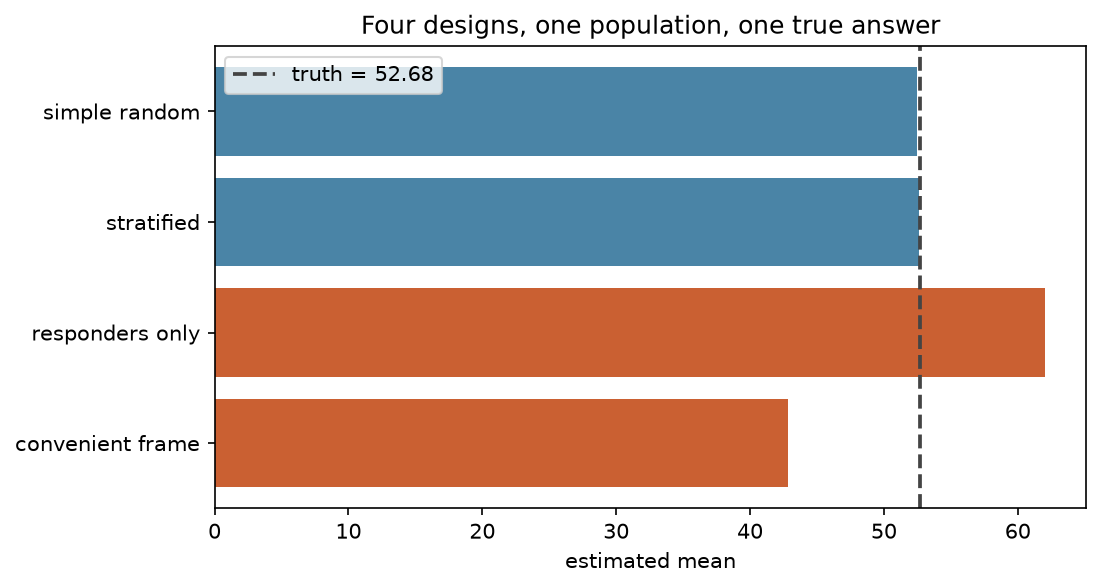 Four designs, one population, one true answer
truth = 52.68
simple random
stratified
responders only
convenient frame
0 10 20 30 40 50 60
estimated mean